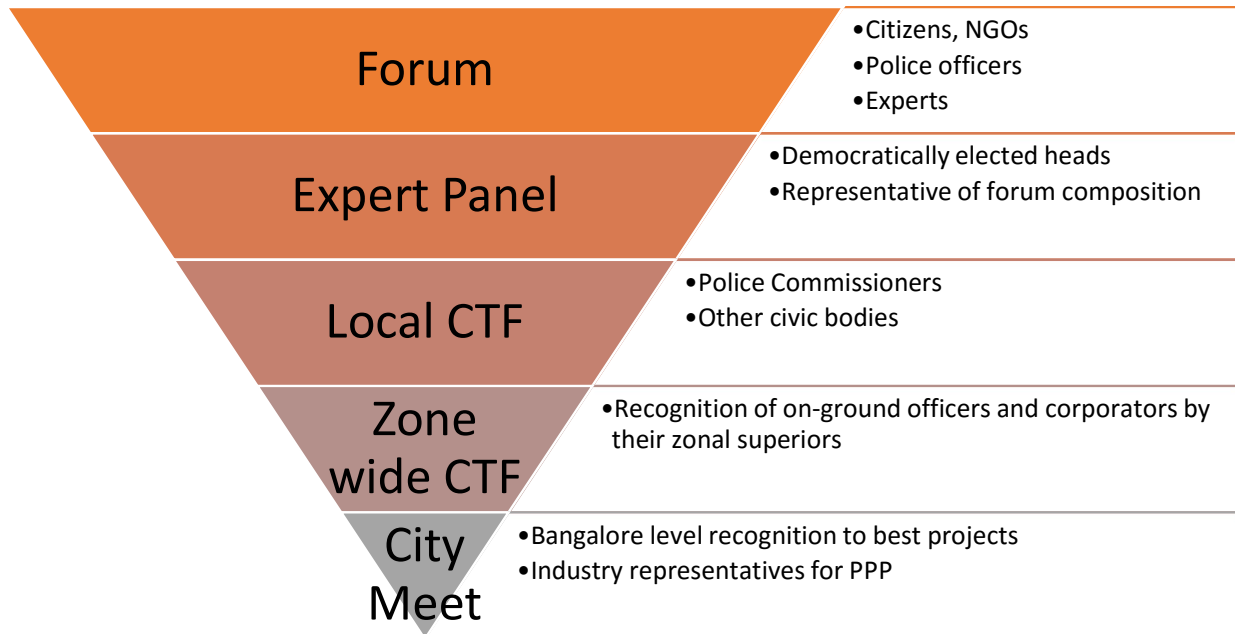 Forum
•Citizens, NGOs
•Police officers
•Experts
Expert Panel
•Democratically elected heads
•Representative of forum composition
Local CTF
•Police Commissioners
•Other civic bodies
Zone
wide CTF
•Recognition of on-ground officers and corporators by
their zonal superiors
City
Meet
•Bangalore level recognition to best projects
•Industry representatives for PPP